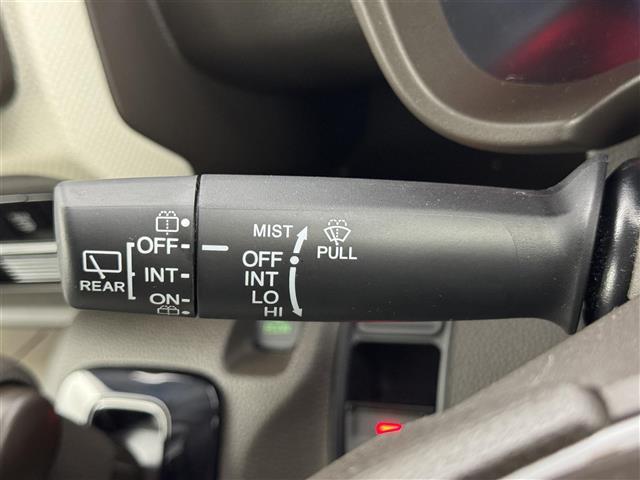 OFF
INT
REAR
ON
MIST
OFF
INT
LO
HI
PULL